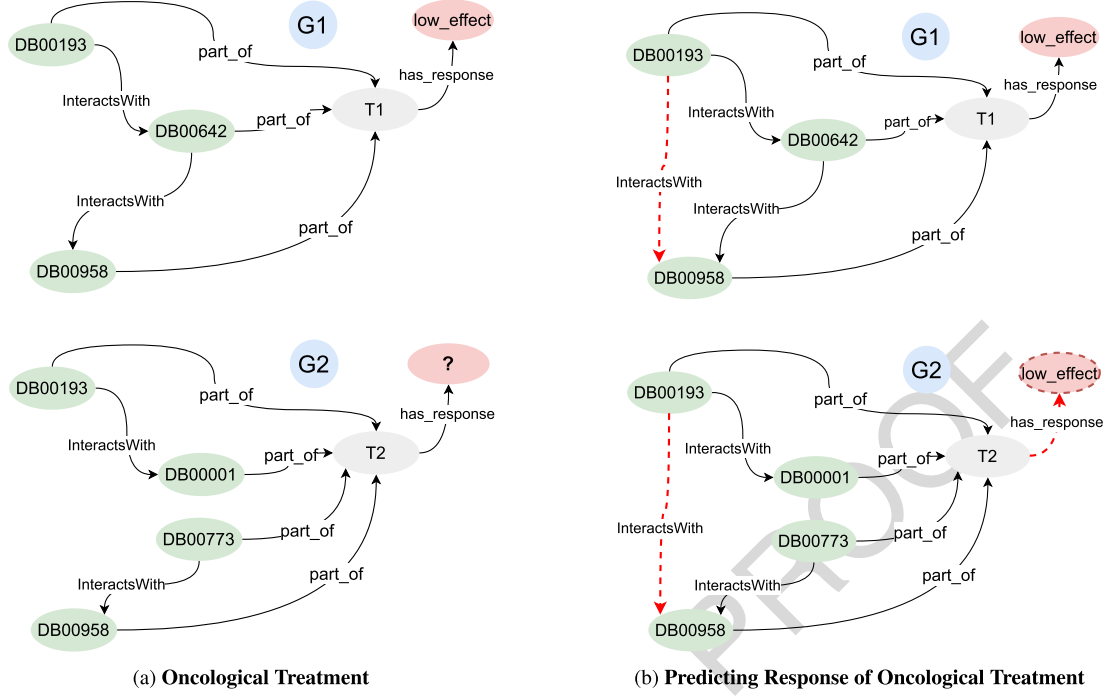 G1
low_effect
DB00193
part_of
has_response
InteractsWith
T1
DB00642
part_of
InteractsWith
part_of
DB00958
G2
?
DB00193
part_of
has_response
InteractsWith
T2
part_of
DB00001
DB00773
part_of
InteractsWith
part_of
DB00958
(a) Oncological Treatment
G1
low_effect
DB00193
part_of
has_response
InteractsWith
T1
part_of
DB00642
InteractsWith
InteractsWith
part_of
DB00958
G2
low_effect
DB00193
part_of
has_response
InteractsWith
T2
part_of
DB00001
InteractsWith
DB00773
part_of
InteractsWith
part_of
DB00958
PROOF
(b) Predicting Response of Oncological Treatment